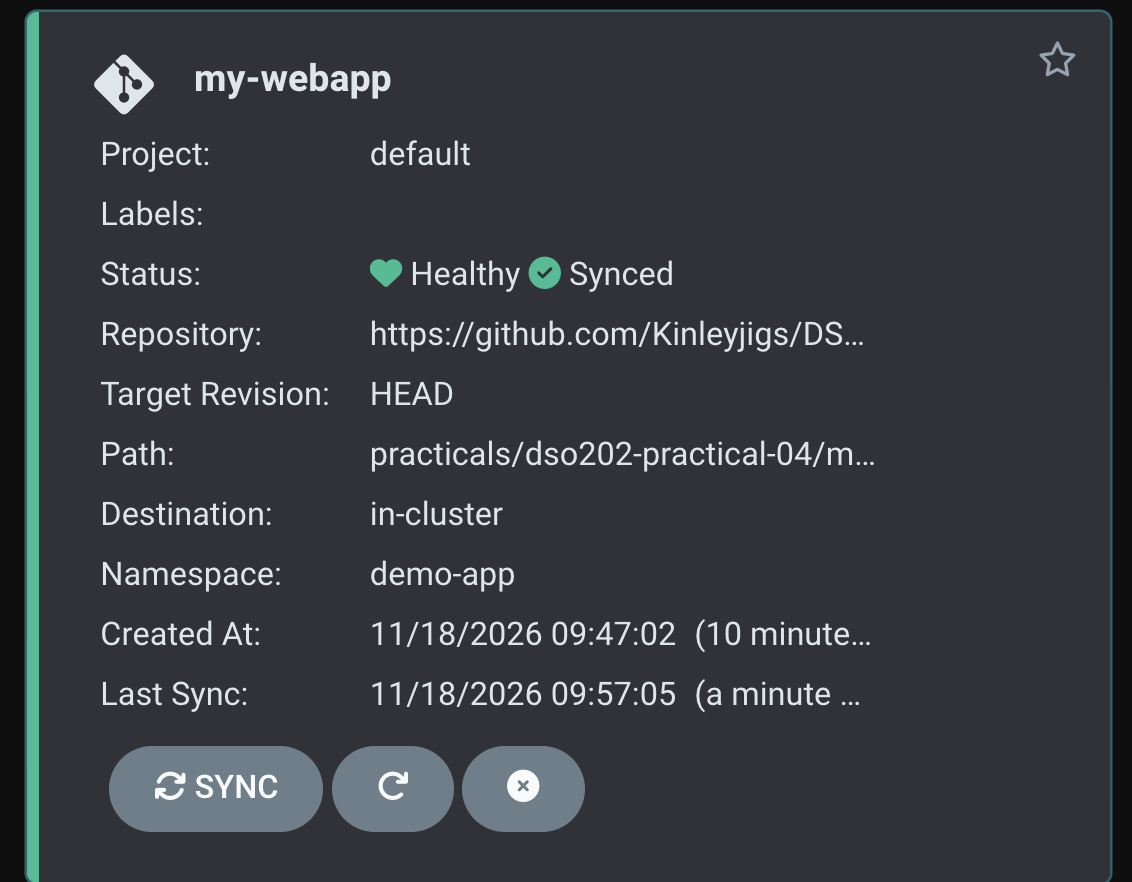 my-webapp
Project: default
Labels:
Status: Healthy Synced
Repository: https://github.com/Kinleyjigs/DS...
Target Revision: HEAD
Path: practicals/dso202-practical-04/m...
Destination: in-cluster
Namespace: demo-app
Created At: 11/18/2026 09:47:02 (10 minute...
Last Sync: 11/18/2026 09:57:05 (a minute ...
SYNC